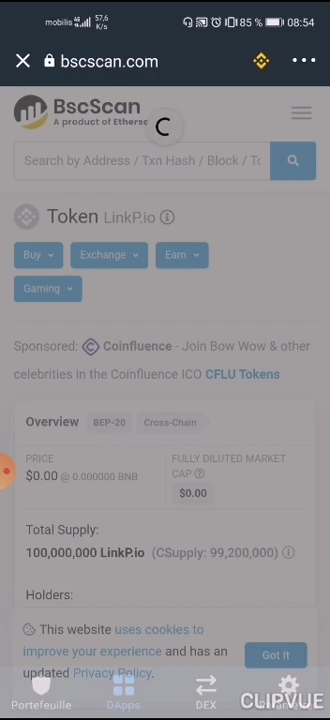 mobilis 4G 57,6 K/s 85 % 08:54
bscscan.com
BscScan
A product of Ethersc
Search by Address / Txn Hash / Block / To
Token LinkP.io
Buy Exchange Earn
Gaming
Sponsored: Coinfluence - Join Bow Wow & other
celebrities in the Coinfluence ICO CFLU Tokens
Overview BEP-20 Cross-Chain
PRICE
$0.00 @ 0.000000 BNB
FULLY DILUTED MARKET
CAP
$0.00
Total Supply:
100,000,000 LinkP.io (CSupply: 99,200,000)
Holders:
This website uses cookies to
improve your experience and has an
updated Privacy Policy.
Got It
Portefeuille DApps DEX
CLIPVUE